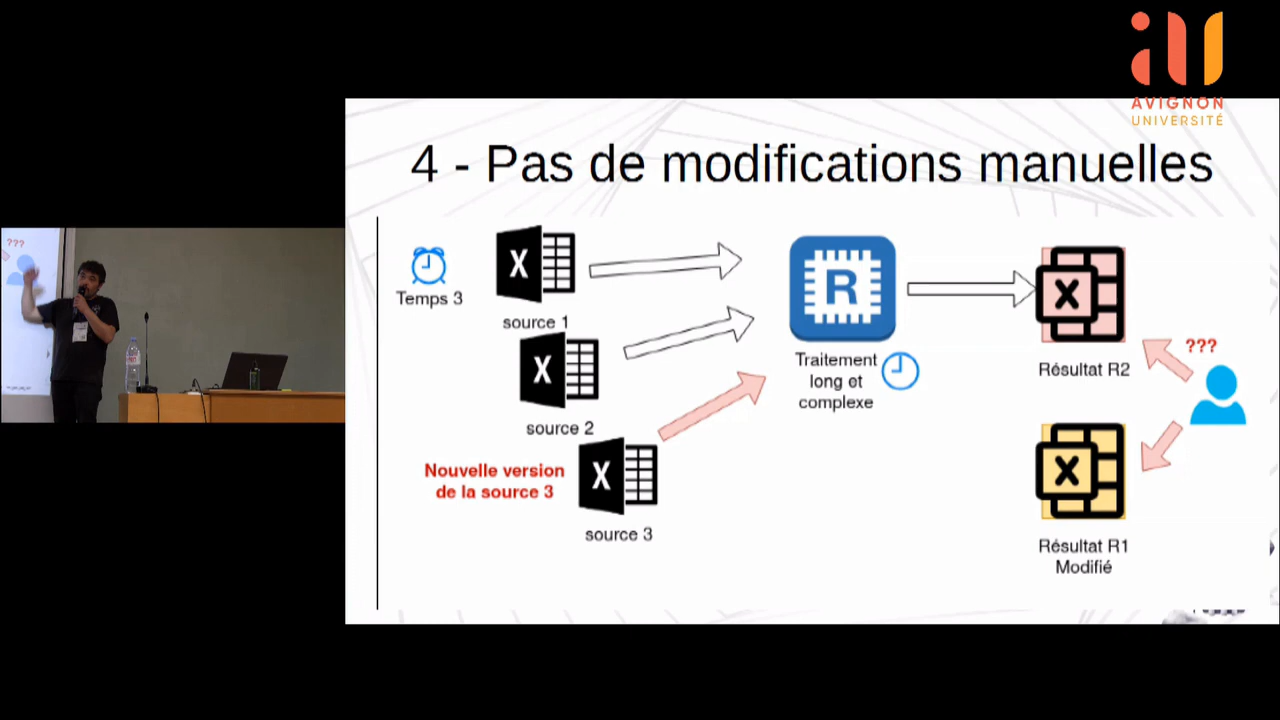 AVIGNON
UNIVERSITÉ
4 - Pas de modifications manuelles
Temps 3
X
source 1
X
source 2
Nouvelle version
de la source 3
X
source 3
R
Traitement
long et
complexe
X
Résultat R2
???
X
Résultat R1
Modifié
???